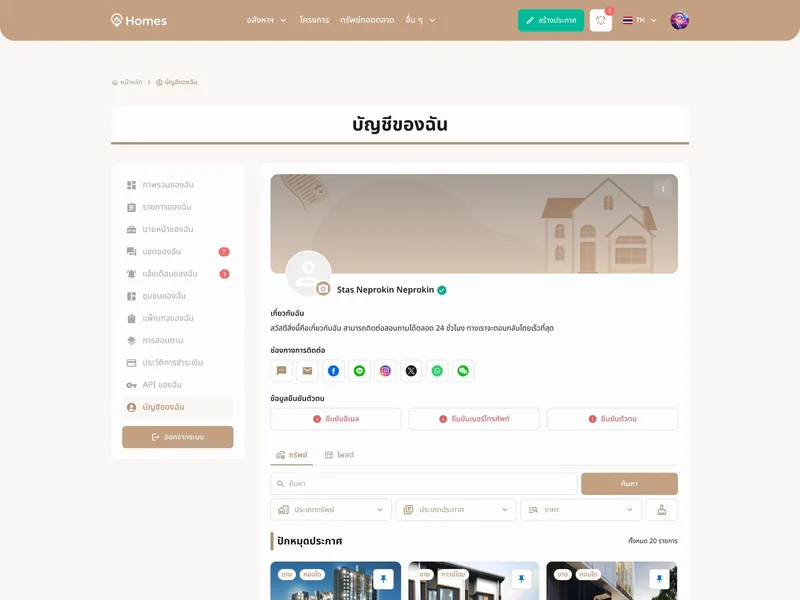 Homes
อสังหาฯ
โครงการ
ทรัพย์ทอดตลาด
อื่น ๆ
สร้างประกาศ
1
TH
หน้าหลัก
บัญชีของฉัน
บัญชีของฉัน
ภาพรวมของฉัน
รายการของฉัน
นายหน้าของฉัน
แชตของฉัน
7
แจ้งเตือนของฉัน
1
ชุมชนของฉัน
แพ็กเกจของฉัน
การสอบถาม
ประวัติการชำระเงิน
API ของฉัน
บัญชีของฉัน
ออกจากระบบ
Stas Neprokin Neprokin
เกี่ยวกับฉัน
สวัสดีสิ่งนี้คือเกี่ยวกับฉัน สามารถติดต่อสอบถามได้ตลอด 24 ชั่วโมง ทางเราจะตอบกลับโดยเร็วที่สุด
ช่องทางการติดต่อ
ข้อมูลยืนยันตัวตน
ยืนยันอีเมล
ยืนยันเบอร์โทรศัพท์
ยืนยันตัวตน
ทรัพย์
โพสต์
ค้นหา
ค้นหา
ประเภททรัพย์
ประเภทประกาศ
ราคา
ปักหมุดประกาศ
ทั้งหมด 20 รายการ
ขาย
คอนโด
ขาย
ทาวน์โฮม
ขาย
คอนโด